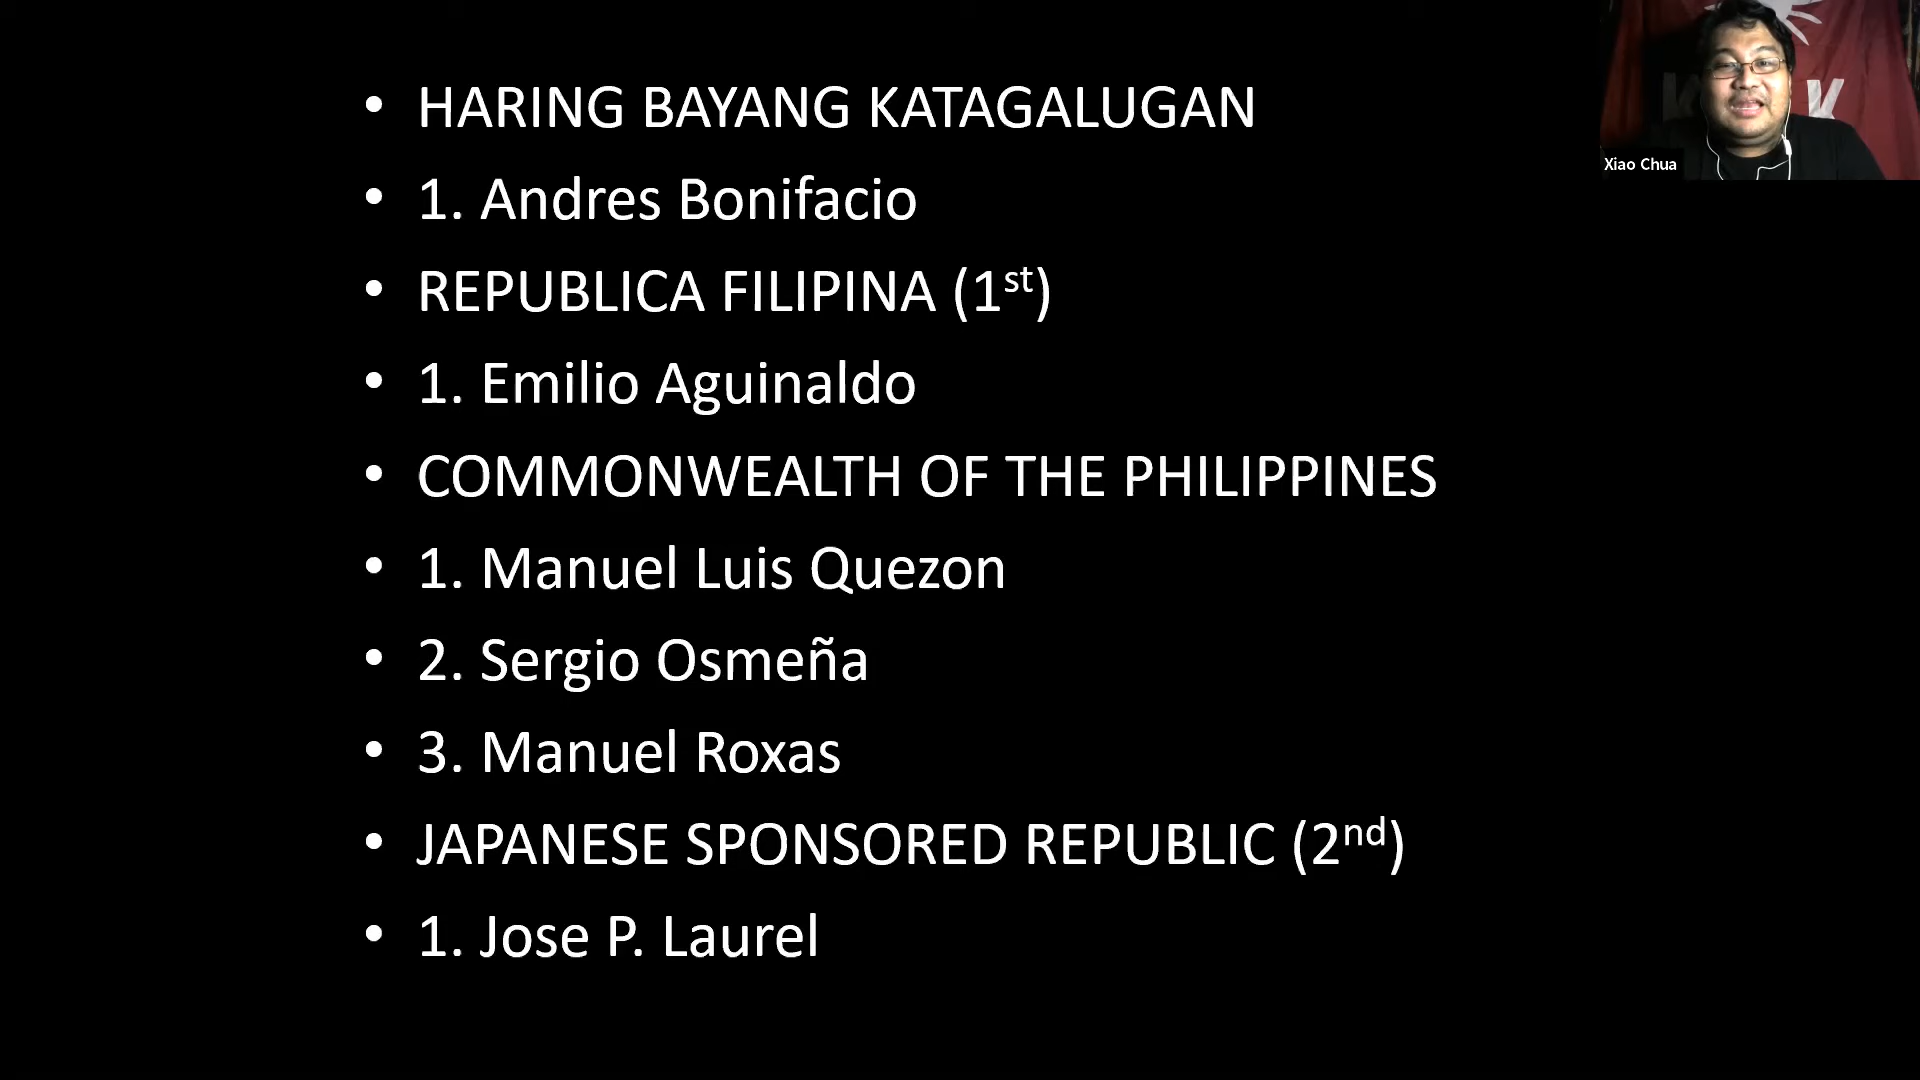 • HARING BAYANG KATAGALUGAN
• 1. Andres Bonifacio
• REPUBLICA FILIPINA (1st)
• 1. Emilio Aguinaldo
• COMMONWEALTH OF THE PHILIPPINES
• 1. Manuel Luis Quezon
• 2. Sergio Osmeña
• 3. Manuel Roxas
• JAPANESE SPONSORED REPUBLIC (2nd)
• 1. Jose P. Laurel
K K
Xiao Chua